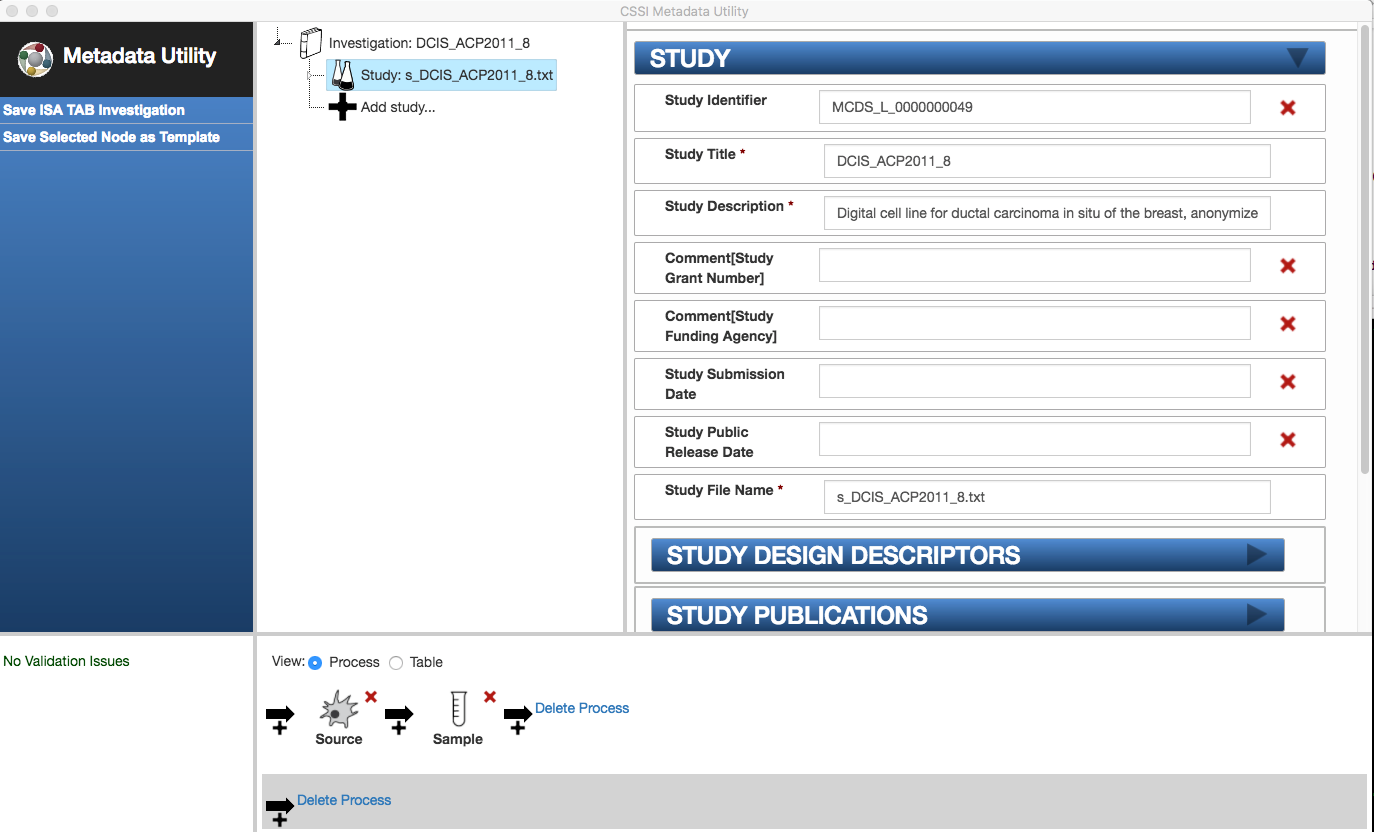 CSSI Metadata Utility
Metadata Utility
Save ISA TAB Investigation
Save Selected Node as Template
Investigation: DCIS_ACP2011_8
Study: s_DCIS_ACP2011_8.txt
Add study...
STUDY
Study Identifier
MCDS_L_0000000049
Study Title *
DCIS_ACP2011_8
Study Description *
Digital cell line for ductal carcinoma in situ of the breast, anonymize
Comment[Study
Grant Number]
Comment[Study
Funding Agency]
Study Submission
Date
Study Public
Release Date
Study File Name *
s_DCIS_ACP2011_8.txt
STUDY DESIGN DESCRIPTORS
STUDY PUBLICATIONS
No Validation Issues
View: Process Table
Source
Sample
Delete Process
Delete Process